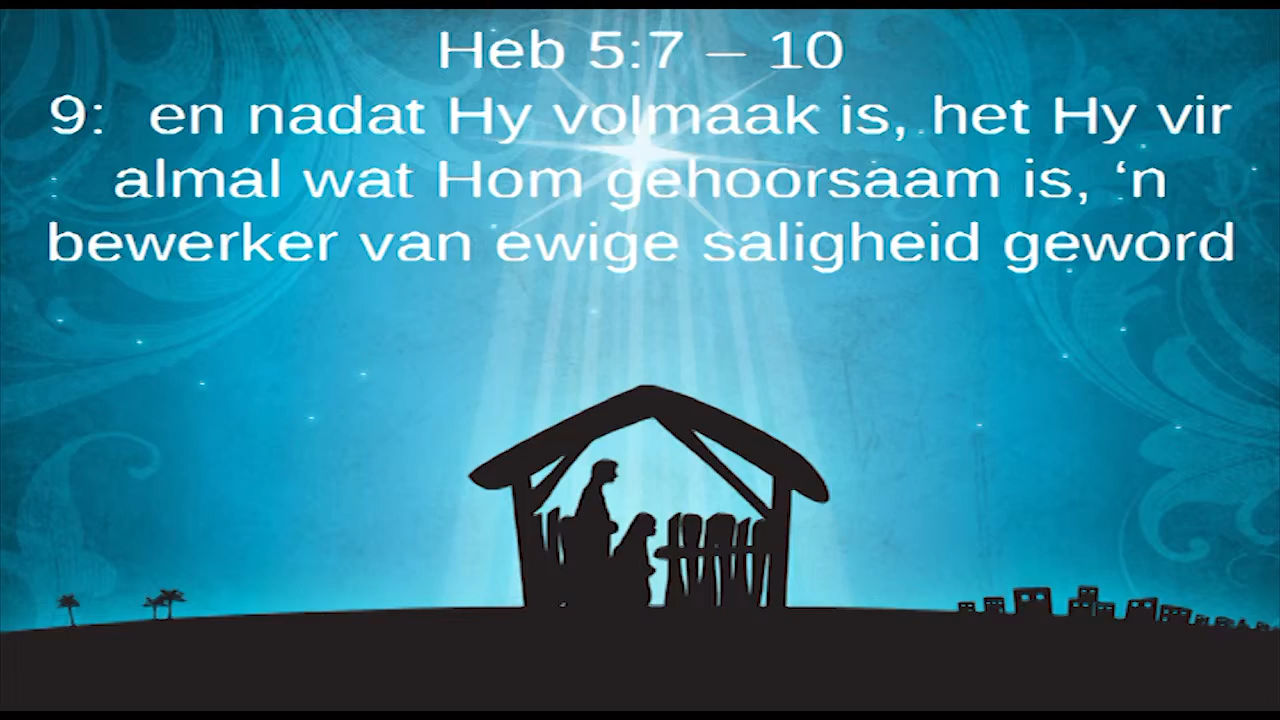 Heb 5:7 – 10
9: en nadat Hy volmaak is, het Hy vir
almal wat Hom gehoorsaam is, ‘n
bewerker van ewige saligheid geword